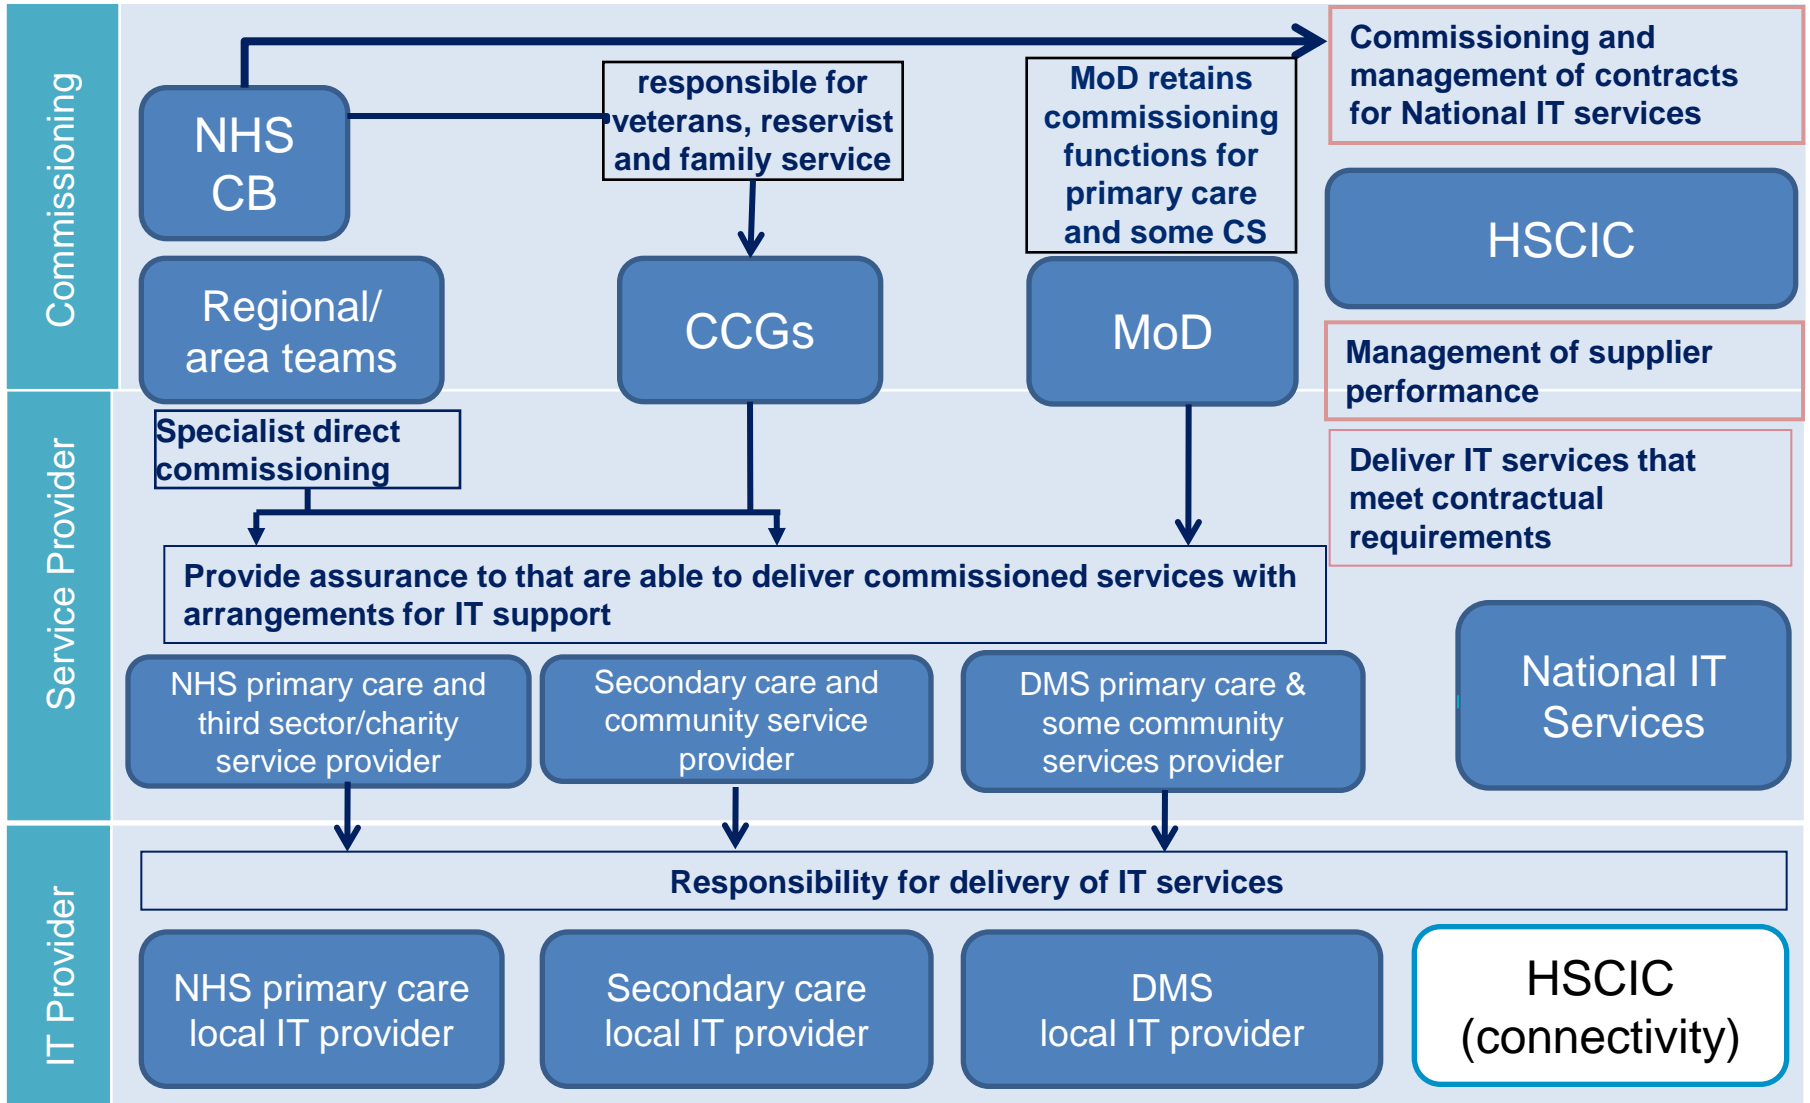 Commissioning
NHS
CB
responsible for
veterans, reservist
and family service
MoD retains
commissioning
functions for
primary care
and some CS
Commissioning and
management of contracts
for National IT services
HSCIC
Regional/
area teams
CCGs
MoD
Management of supplier
performance
Service Provider
Specialist direct
commissioning
Deliver IT services that
meet contractual
requirements
Provide assurance to that are able to deliver commissioned services with
arrangements for IT support
NHS primary care and
third sector/charity
service provider
Secondary care and
community service
provider
DMS primary care &
some community
services provider
National IT
Services
IT Provider
Responsibility for delivery of IT services
NHS primary care
local IT provider
Secondary care
local IT provider
DMS
local IT provider
HSCIC
(connectivity)